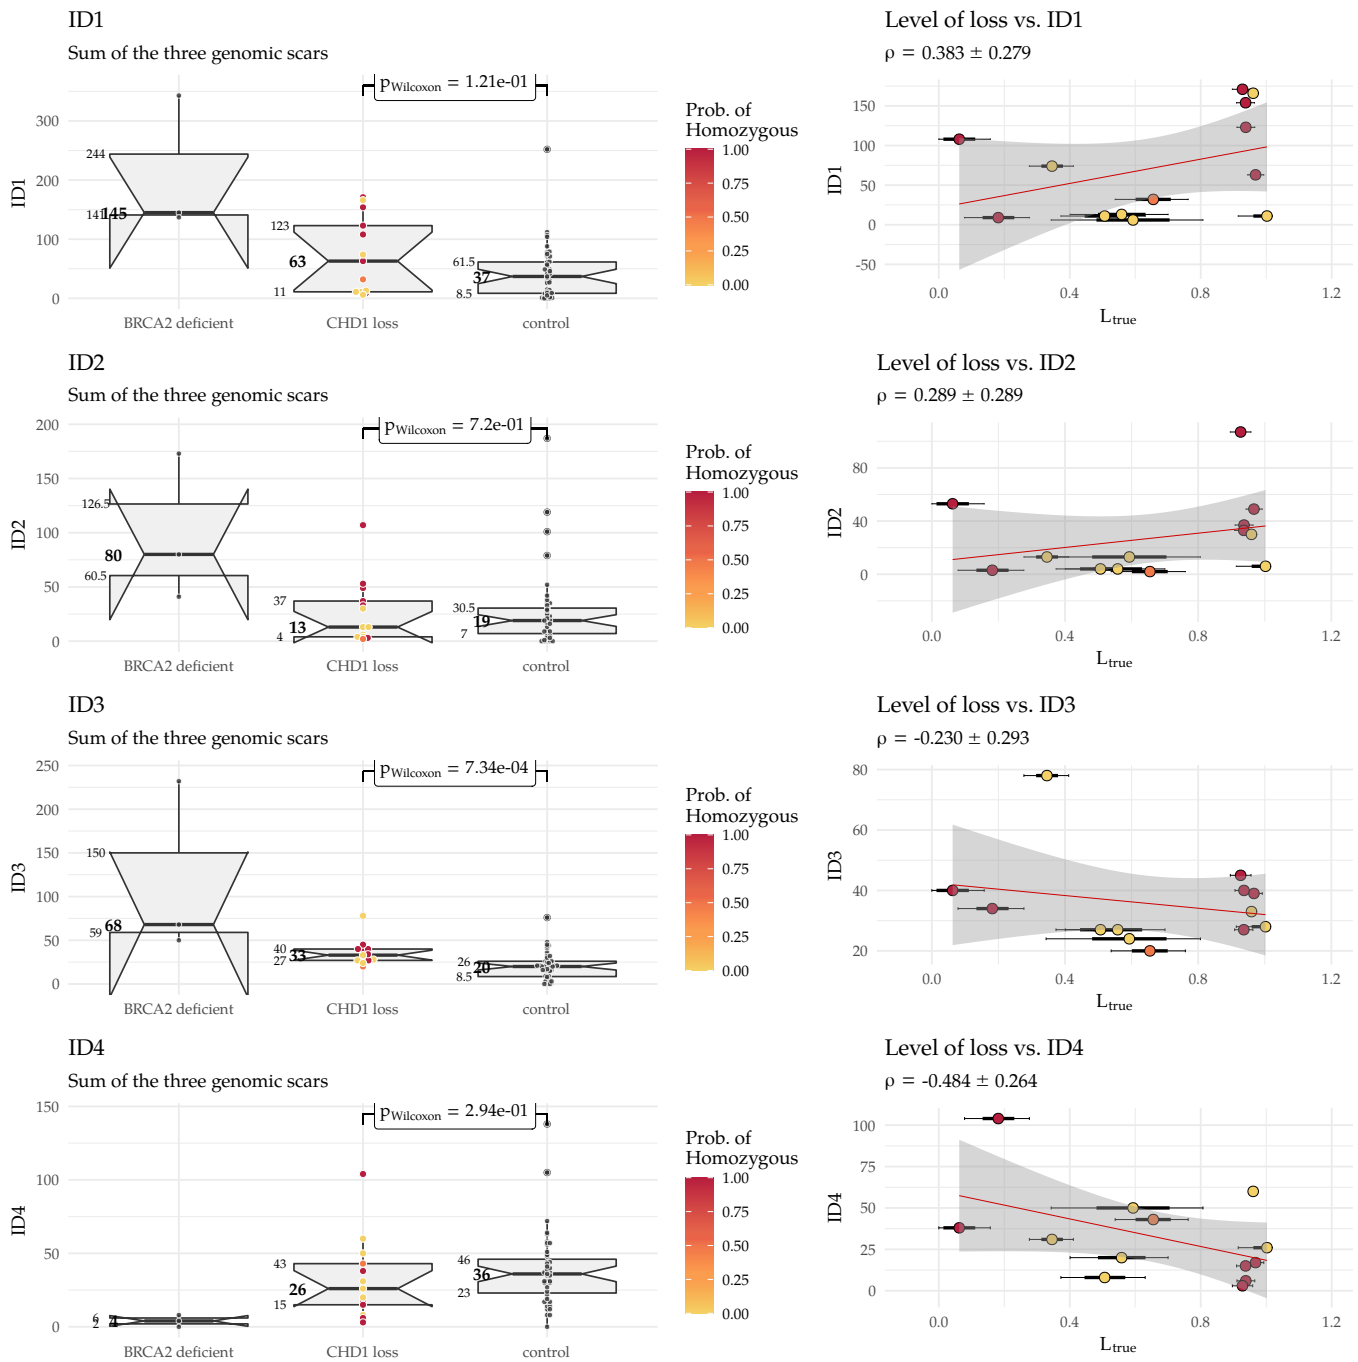 ID1
Sum of the three genomic scars
pWilcoxon = 1.21e-01
ID1
300
200
100
0
244
141
145
123
63
11
61.5
37
8.5
BRCA2 deficient
CHD1 loss
control
Prob. of
Homozygous
1.00
0.75
0.50
0.25
0.00
Level of loss vs. ID1
ρ = 0.383 ± 0.279
ID1
150
100
50
0
-50
0.0
0.4
0.8
1.2
Ltrue
ID2
Sum of the three genomic scars
pWilcoxon = 7.2e-01
ID2
200
150
100
50
0
126.5
80
60.5
37
13
4
30.5
19
7
BRCA2 deficient
CHD1 loss
control
Prob. of
Homozygous
1.00
0.75
0.50
0.25
0.00
Level of loss vs. ID2
ρ = 0.289 ± 0.289
ID2
80
40
0
0.0
0.4
0.8
1.2
Ltrue
ID3
Sum of the three genomic scars
pWilcoxon = 7.34e-04
ID3
250
200
150
100
50
0
150
68
59
40
33
27
26
20
8.5
BRCA2 deficient
CHD1 loss
control
Prob. of
Homozygous
1.00
0.75
0.50
0.25
0.00
Level of loss vs. ID3
ρ = -0.230 ± 0.293
ID3
80
60
40
20
0.0
0.4
0.8
1.2
Ltrue
ID4
Sum of the three genomic scars
pWilcoxon = 2.94e-01
ID4
150
100
50
0
6
4
2
43
26
15
46
36
23
BRCA2 deficient
CHD1 loss
control
Prob. of
Homozygous
1.00
0.75
0.50
0.25
0.00
Level of loss vs. ID4
ρ = -0.484 ± 0.264
ID4
100
75
50
25
0
0.0
0.4
0.8
1.2
Ltrue